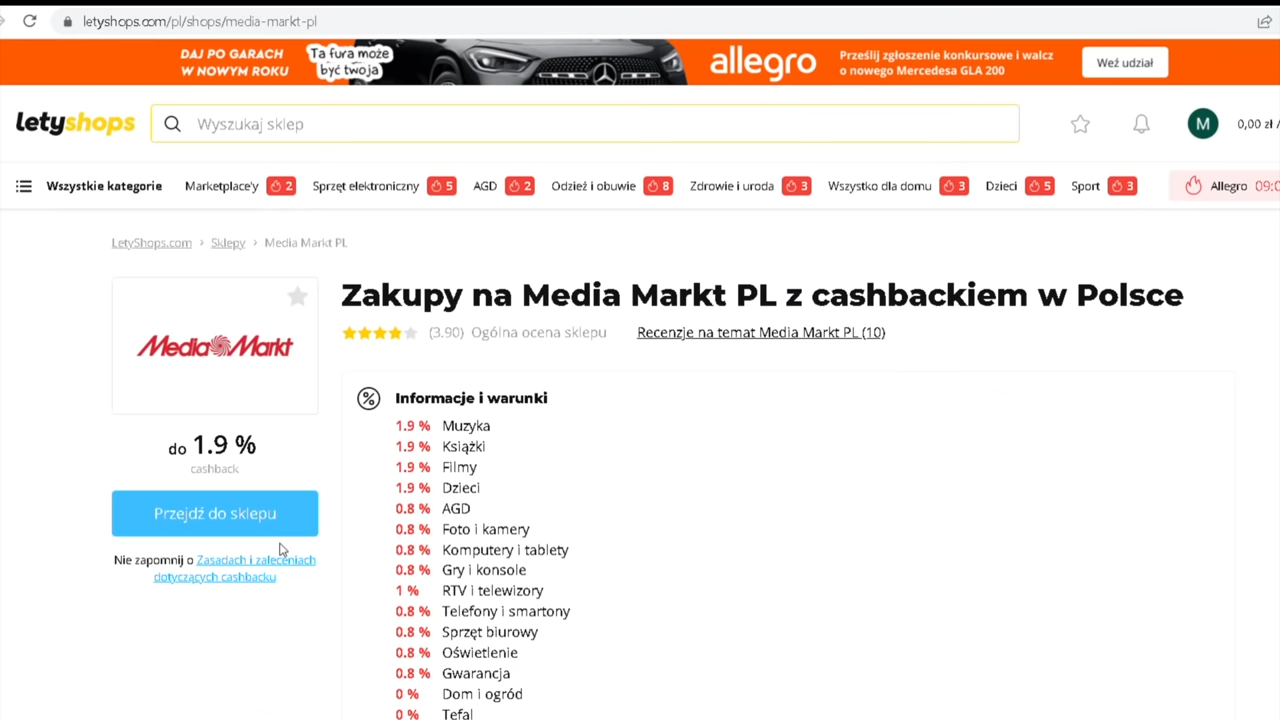 letyshops.com/pl/shops/media-markt-pl
DAJ PO GARACH
W NOWYM ROKU
Ta fura może
być twoja
allegro
Prześlij zgłoszenie konkursowe i walcz
o nowego Mercedesa GLA 200
Weź udział
letyshops
Wyszukaj sklep
M
0,00 zł /
Wszystkie kategorie
Marketplace'y 2
Sprzęt elektroniczny 5
AGD 2
Odzież i obuwie 8
Zdrowie i uroda 3
Wszystko dla domu 3
Dzieci 5
Sport 3
Allegro 09:0
LetyShops.com > Sklepy > Media Markt PL
Media Markt
do 1.9 %
cashback
Przejdź do sklepu
Nie zapomnij o Zasadach i zaleceniach
dotyczących cashbacku
Zakupy na Media Markt PL z cashbackiem w Polsce
(3.90) Ogólna ocena sklepu
Recenzje na temat Media Markt PL (10)
Informacje i warunki
1.9 % Muzyka
1.9 % Książki
1.9 % Filmy
1.9 % Dzieci
0.8 % AGD
0.8 % Foto i kamery
0.8 % Komputery i tablety
0.8 % Gry i konsole
1 % RTV i telewizory
0.8 % Telefony i smartony
0.8 % Sprzęt biurowy
0.8 % Oświetlenie
0.8 % Gwarancja
0 % Dom i ogród
0 % Tefal